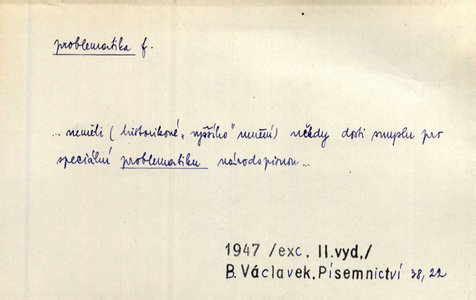 problematika f.
... neměli (historikové „vyššího" umění) někdy dosti smyslu pro
speciální problematiku národopisnou ...
1947 /exc. II.vyd./
B.Václavek, Písemnictví 38, 22